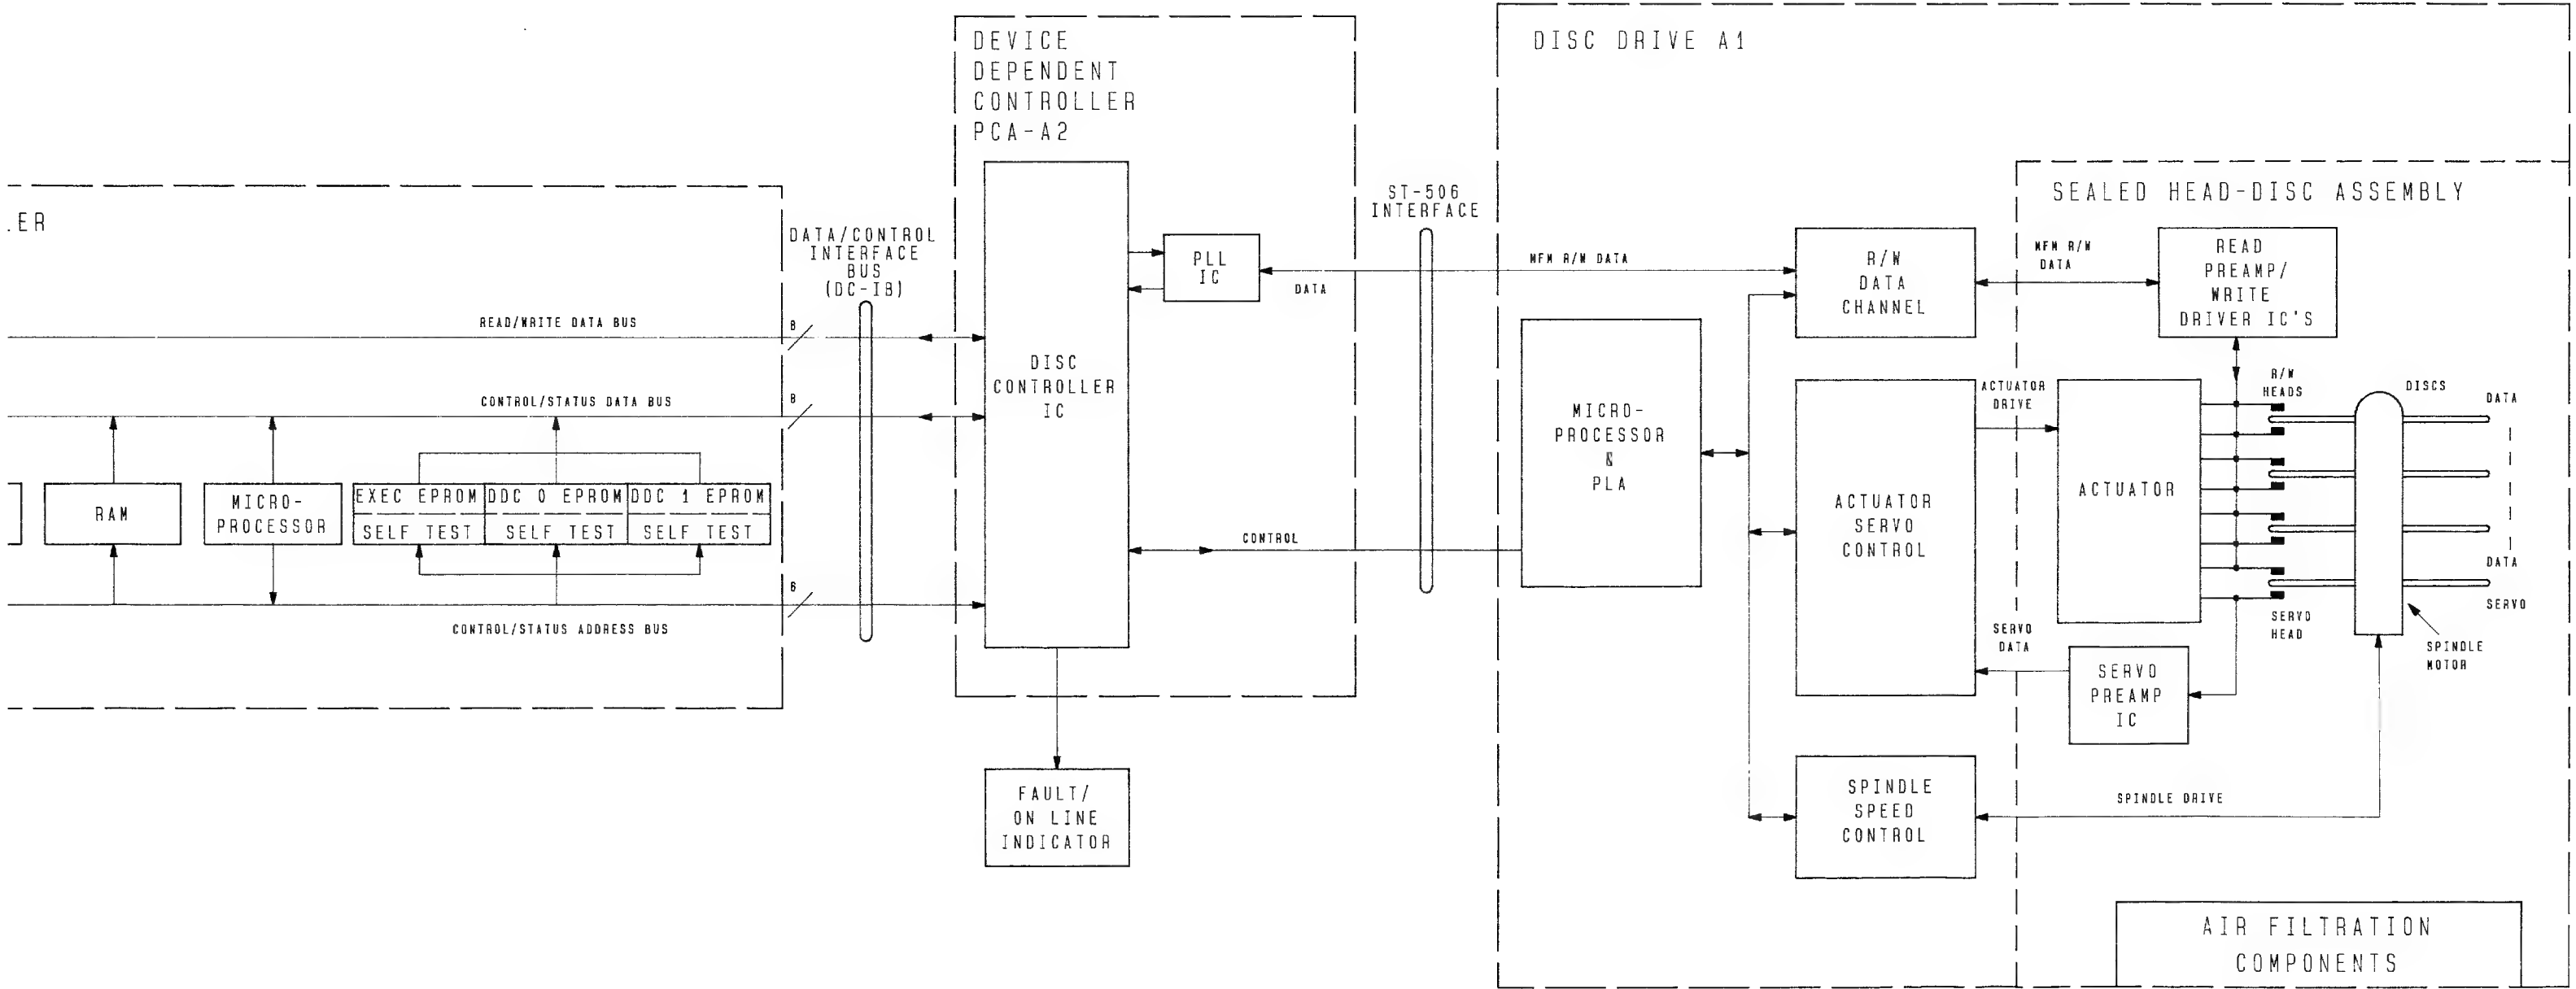 .ER
READ/WRITE DATA BUS
8
CONTROL/STATUS DATA BUS
8
RAM
MICRO-
PROCESSOR
EXEC EPROM
SELF TEST
DDC 0 EPROM
SELF TEST
DDC 1 EPROM
SELF TEST
6
CONTROL/STATUS ADDRESS BUS
DATA/CONTROL
INTERFACE
BUS
(DC-IB)
DEVICE
DEPENDENT
CONTROLLER
PCA-A2
DISC
CONTROLLER
IC
PLL
IC
DATA
CONTROL
FAULT/
ON LINE
INDICATOR
ST-506
INTERFACE
DISC DRIVE A1
MFM R/W DATA
MICRO-
PROCESSOR
&
PLA
R/W
DATA
CHANNEL
ACTUATOR
SERVO
CONTROL
SPINDLE
SPEED
CONTROL
SEALED HEAD-DISC ASSEMBLY
MFM R/W
DATA
READ
PREAMP/
WRITE
DRIVER IC'S
ACTUATOR
DRIVE
ACTUATOR
R/W
HEADS
DISCS
DATA
DATA
SERVO
SERVO
HEAD
SPINDLE
MOTOR
SERVO
DATA
SERVO
PREAMP
IC
SPINDLE DRIVE
AIR FILTRATION
COMPONENTS